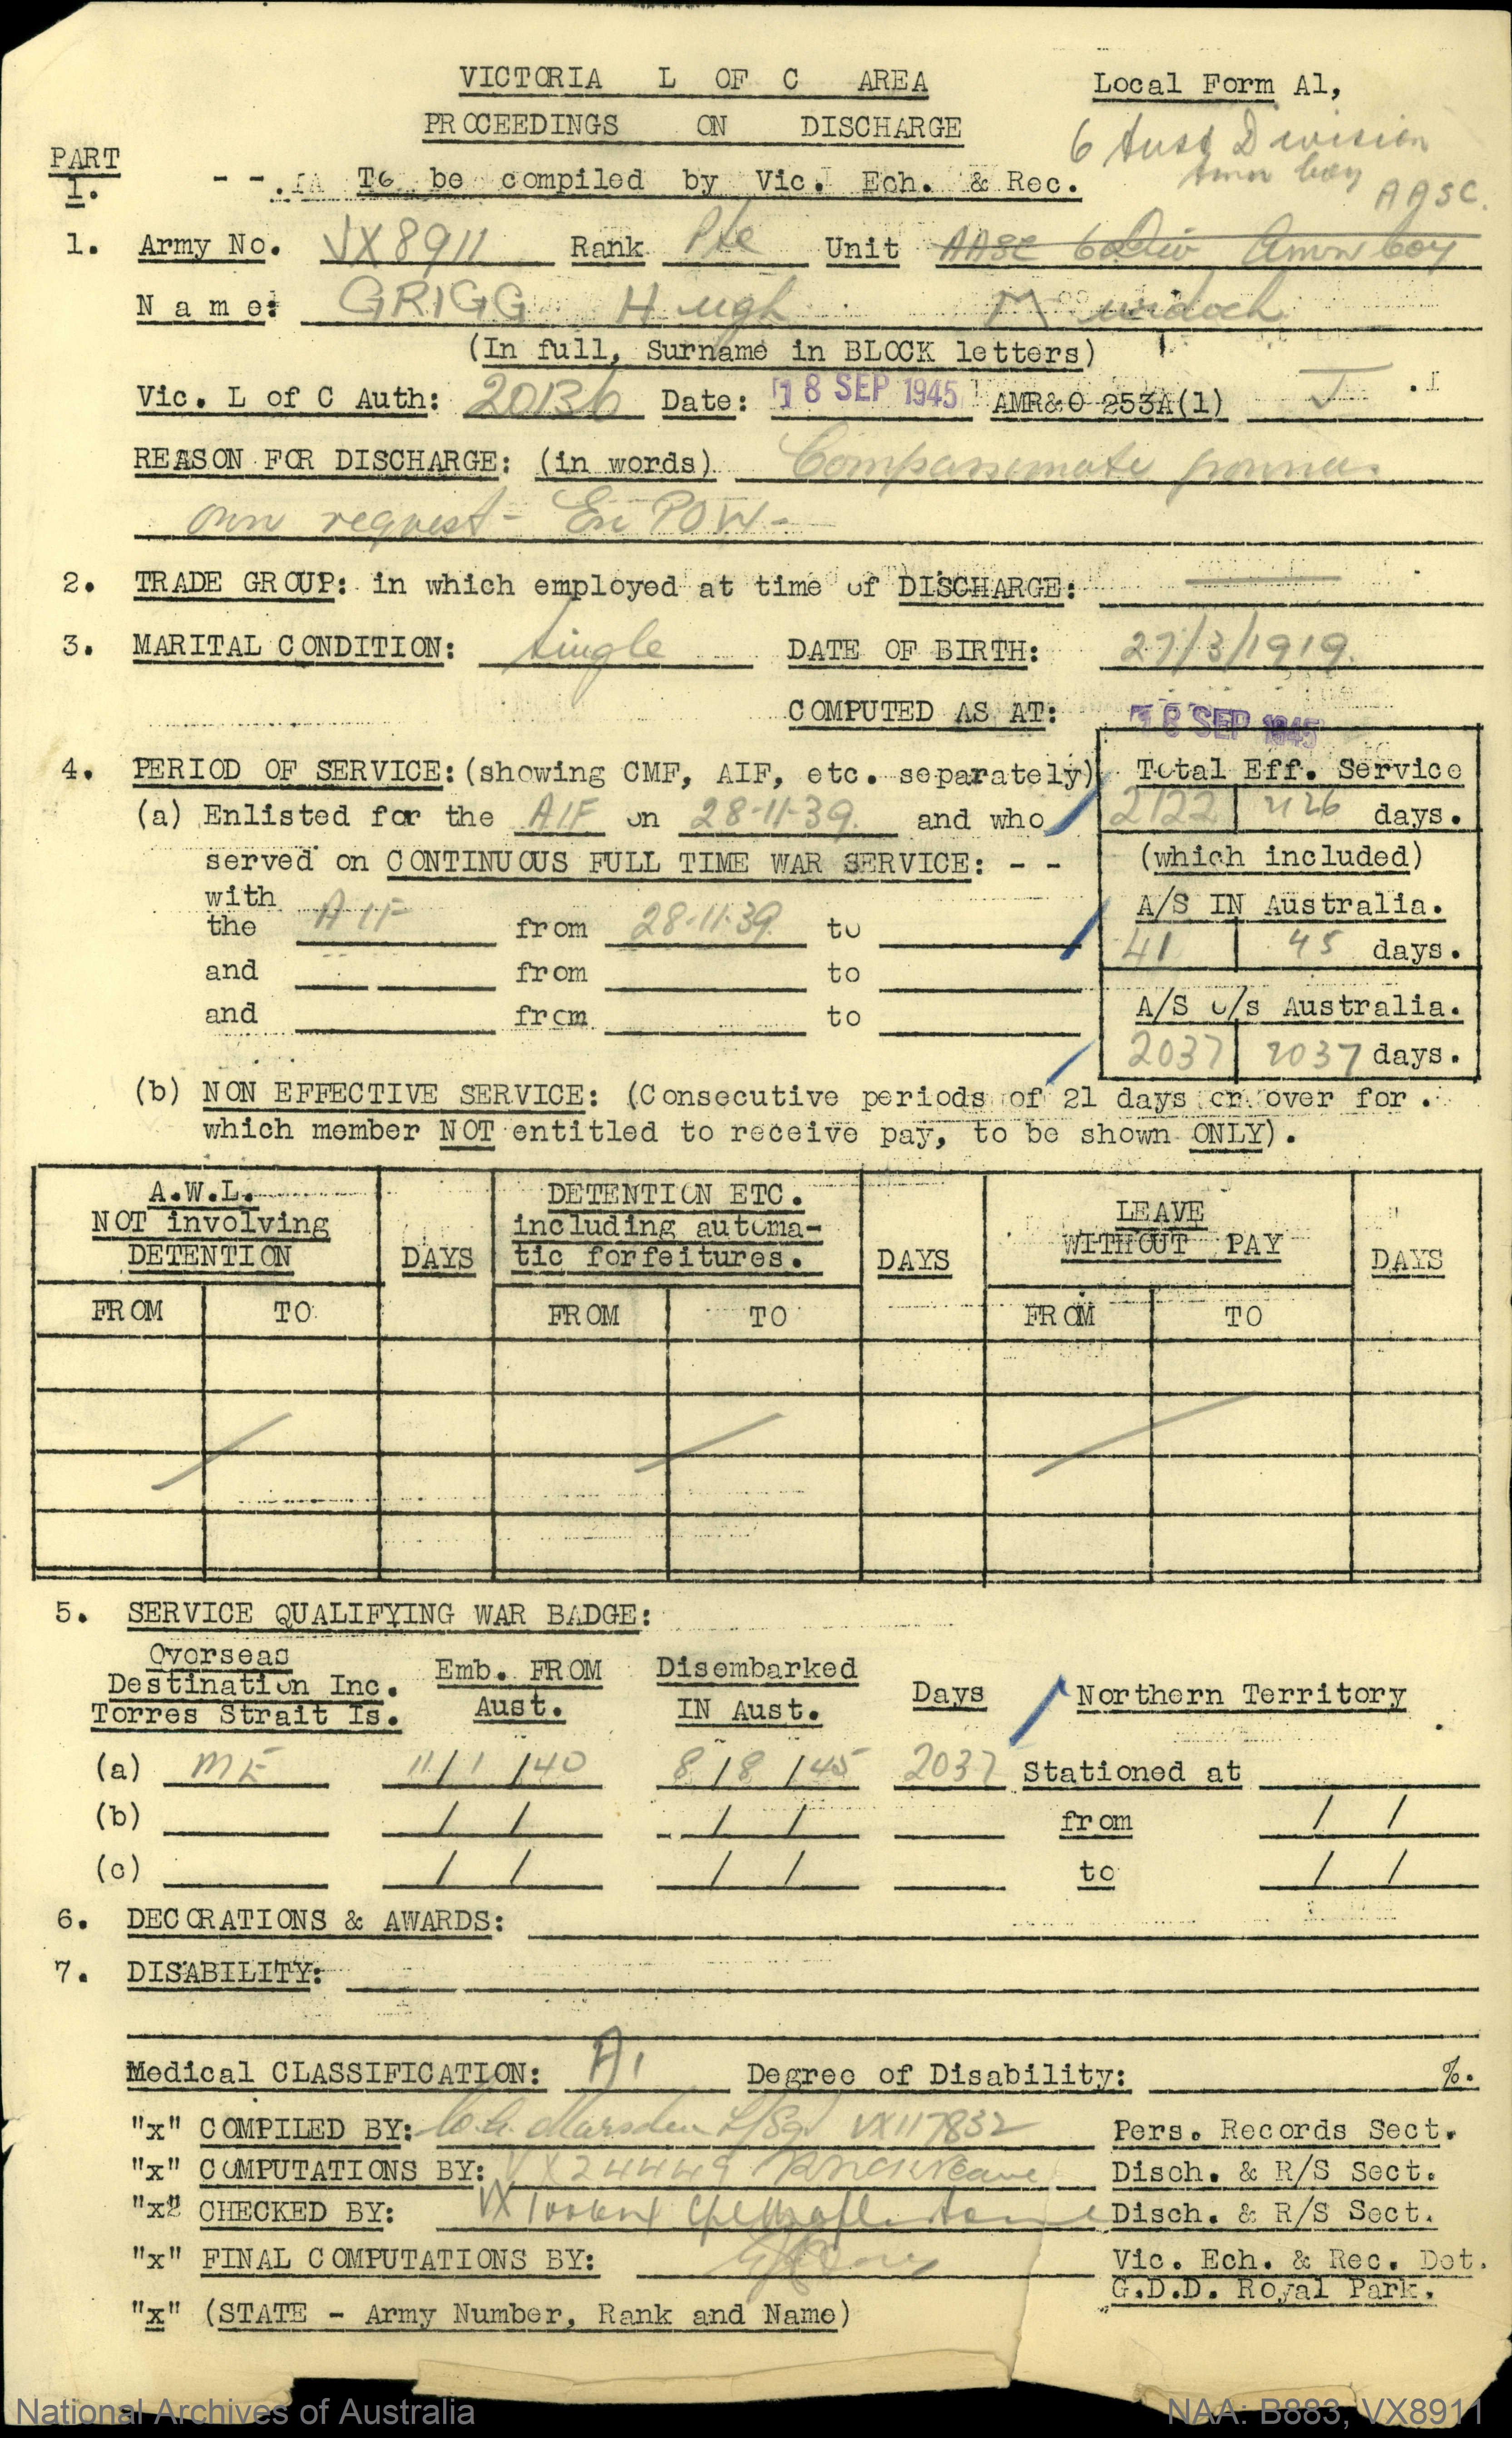 VICTORIA L OF C AREA Local Form A1,
PROCEEDINGS ON DISCHARGE
6 Aust Division
Amn Coy
AASC.
PART
1. To be compiled by Vic. Ech. & Rec.
1. Army No. VX8911 Rank Pte Unit AASC 6 Div Amn Coy
Name: GRIGG Hugh Murdoch
(In full, Surname in BLOCK letters)
Vic. L of C Auth: 20136 Date: 18 SEP 1945 AMR&O 253A(1)
REASON FOR DISCHARGE: (in words) Compassionate grounds
own request - Ex POW -
2. TRADE GROUP: in which employed at time of DISCHARGE:
3. MARITAL CONDITION: Single DATE OF BIRTH: 27/3/1919.
COMPUTED AS AT: 18 SEP 1945
4. PERIOD OF SERVICE: (showing CMF, AIF, etc. separately) Total Eff. Service
(a) Enlisted for the AIF on 28-11-39. and who 2122 2126 days.
served on CONTINUOUS FULL TIME WAR SERVICE: - - (which included)
with
the AIF from 28-11-39. to
A/S IN Australia.
41 45 days.
and from to
and from to
A/S o/s Australia.
2037 2037 days.
(b) NON EFFECTIVE SERVICE: (Consecutive periods of 21 days or over for
which member NOT entitled to receive pay, to be shown ONLY).
A.W.L.
NOT involving
DETENTION
DAYS
DETENTION ETC.
including automa-
tic forfeitures.
DAYS
LEAVE
WITHOUT PAY
DAYS
FROM TO FROM TO FROM TO
5. SERVICE QUALIFYING WAR BADGE:
Overseas
Destination Inc.
Torres Strait Is.
Emb. FROM
Aust.
Disembarked
IN Aust.
Days
Northern Territory
(a) ME 11/1/40 8/8/45 2037 Stationed at
(b) / / / / from / /
(c) / / / / to / /
6. DECORATIONS & AWARDS:
7. DISABILITY:
Medical CLASSIFICATION: A1 Degree of Disability: %.
"x" COMPILED BY: Marsden L/Sgt VX117832 Pers. Records Sect.
"x" COMPUTATIONS BY: VX24449 Disch. & R/S Sect.
"x" CHECKED BY: Disch. & R/S Sect.
"x" FINAL COMPUTATIONS BY: Vic. Ech. & Rec. Det.
G.D.D. Royal Park.
"x" (STATE - Army Number, Rank and Name)
National Archives of Australia NAA: B883, VX8911